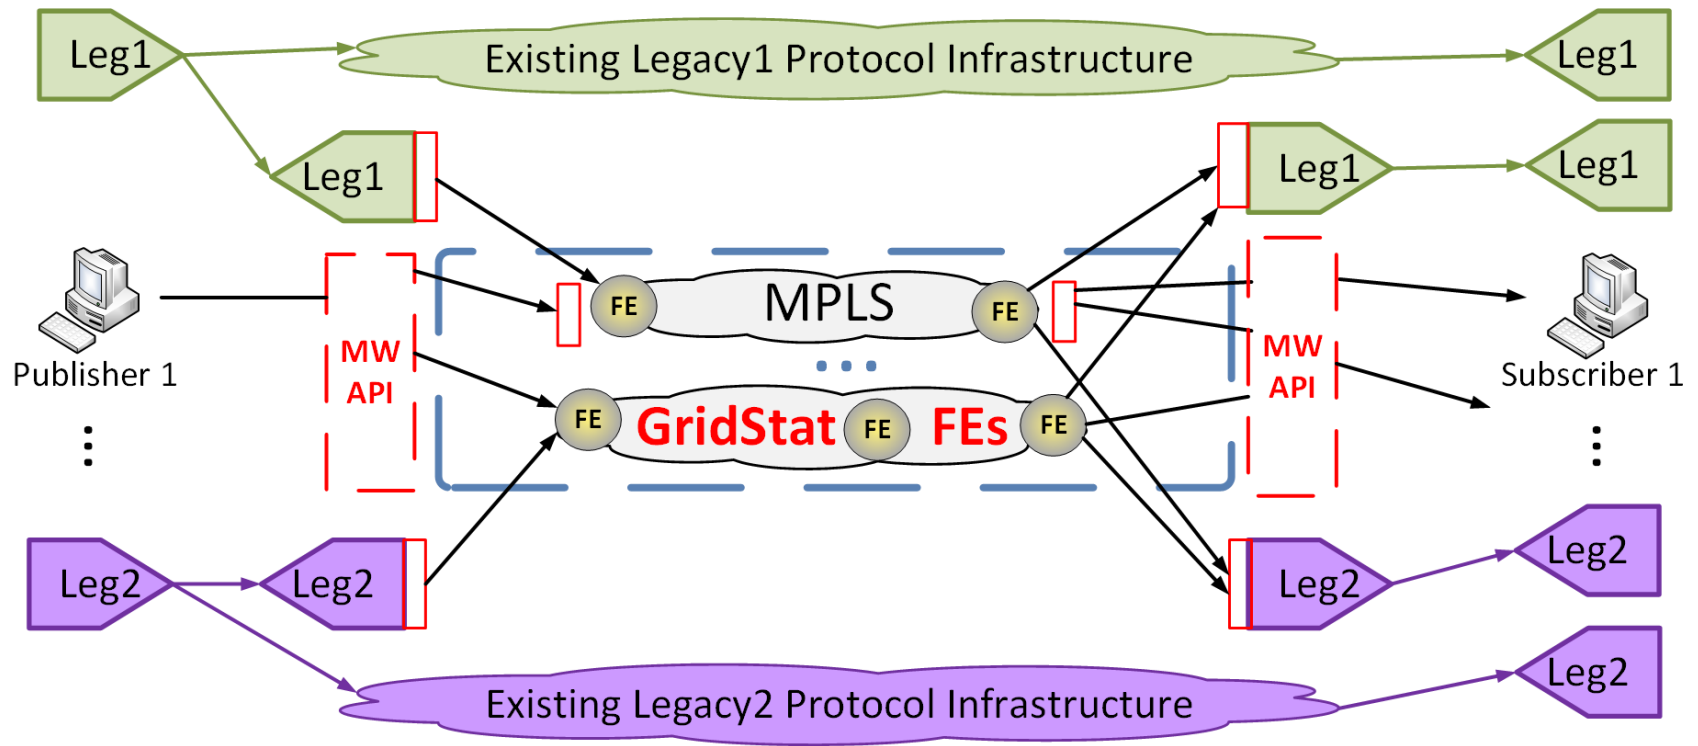 Leg1
Existing Legacy1 Protocol Infrastructure
Leg1
Leg1
Leg1
Leg1
FE
MPLS
FE
Publisher 1
MW
API
...
MW
API
Subscriber 1
FE
GridStat
FE
FEs
FE
Leg2
Leg2
Leg2
Leg2
Existing Legacy2 Protocol Infrastructure
Leg2